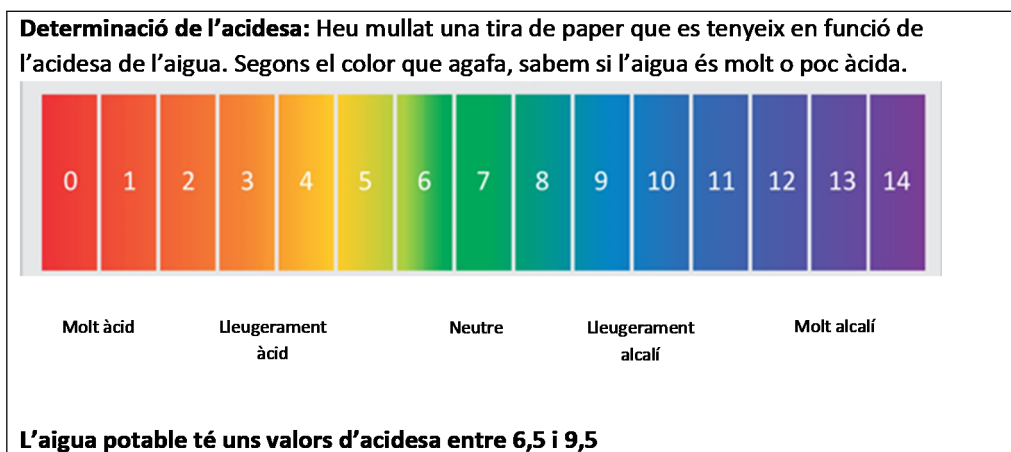 Determinació de l’acidesa: Heu mullat una tira de paper que es tenyeix en funció de
l’acidesa de l’aigua. Segons el color que agafa, sabem si l’aigua és molt o poc àcida.
0 1 2 3 4 5 6 7 8 9 10 11 12 13 14
Molt àcid Lleugerament Neutre Lleugerament Molt alcalí
àcid alcalí
L’aigua potable té uns valors d’acidesa entre 6,5 i 9,5